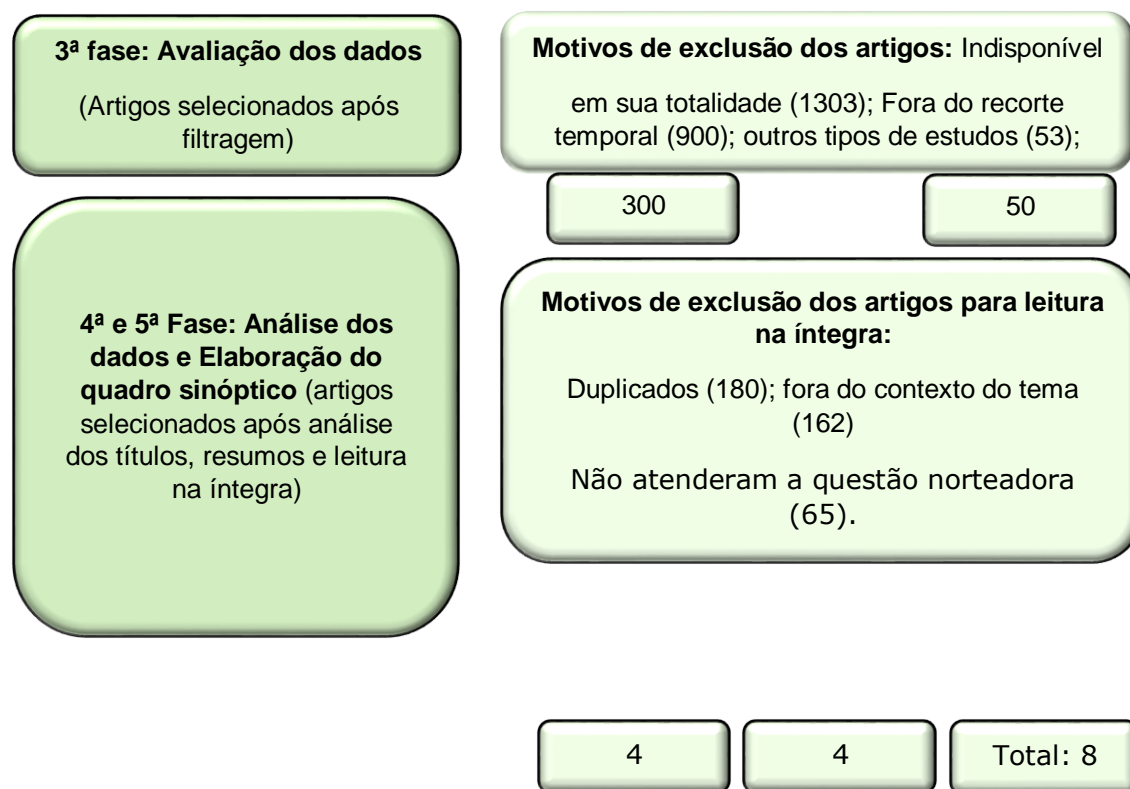 3ª fase: Avaliação dos dados
(Artigos selecionados após
filtragem)
Motivos de exclusão dos artigos: Indisponível
em sua totalidade (1303); Fora do recorte
temporal (900); outros tipos de estudos (53);
300
50
4ª e 5ª Fase: Análise dos
dados e Elaboração do
quadro sinóptico (artigos
selecionados após análise
dos títulos, resumos e leitura
na íntegra)
Motivos de exclusão dos artigos para leitura
na íntegra:
Duplicados (180); fora do contexto do tema
(162)
Não atenderam a questão norteadora
(65).
4
4
Total: 8